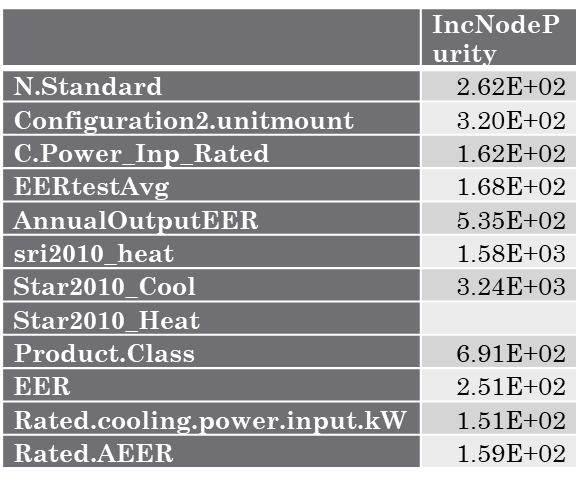 IncNodeP
urity
N.Standard 2.62E+02
Configuration2.unitmount 3.20E+02
C.Power_Inp_Rated 1.62E+02
EERtestAvg 1.68E+02
AnnualOutputEER 5.35E+02
sri2010_heat 1.58E+03
Star2010_Cool 3.24E+03
Star2010_Heat
Product.Class 6.91E+02
EER 2.51E+02
Rated.cooling.power.input.kW 1.51E+02
Rated.AEER 1.59E+02